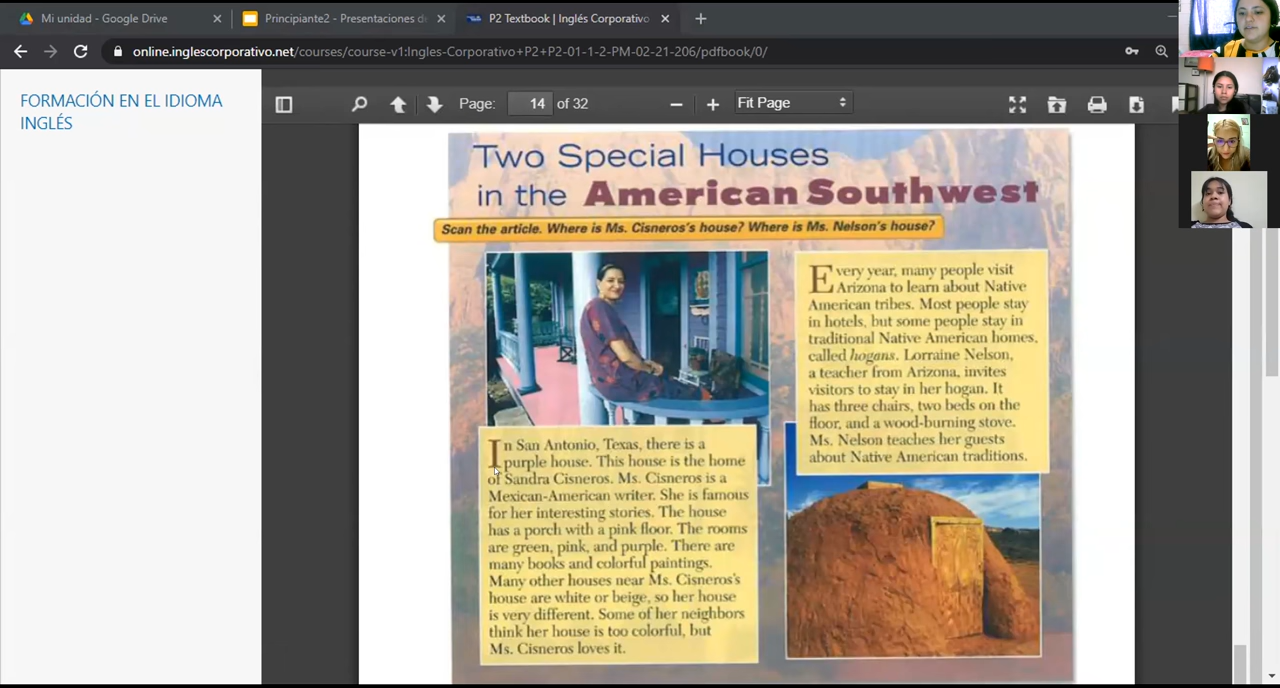 Mi unidad - Google Drive
Principiante2 - Presentaciones de
P2 Textbook | Inglés Corporativo
online.inglescorporativo.net/courses/course-v1:Ingles-Corporativo+P2+P2-01-1-2-PM-02-21-206/pdfbook/0/
FORMACIÓN EN EL IDIOMA
INGLÉS
Page: 14 of 32
Fit Page
Two Special Houses
in the American Southwest
Scan the article. Where is Ms. Cisneros's house? Where is Ms. Nelson's house?
In San Antonio, Texas, there is a
purple house. This house is the home
of Sandra Cisneros. Ms. Cisneros is a
Mexican-American writer. She is famous
for her interesting stories. The house
has a porch with a pink floor. The rooms
are green, pink, and purple. There are
many books and colorful paintings.
Many other houses near Ms. Cisneros's
house are white or beige, so her house
is very different. Some of her neighbors
think her house is too colorful, but
Ms. Cisneros loves it.
Every year, many people visit
Arizona to learn about Native
American tribes. Most people stay
in hotels, but some people stay in
traditional Native American homes,
called hogans. Lorraine Nelson,
a teacher from Arizona, invites
visitors to stay in her hogan. It
has three chairs, two beds on the
floor, and a wood-burning stove.
Ms. Nelson teaches her guests
about Native American traditions.